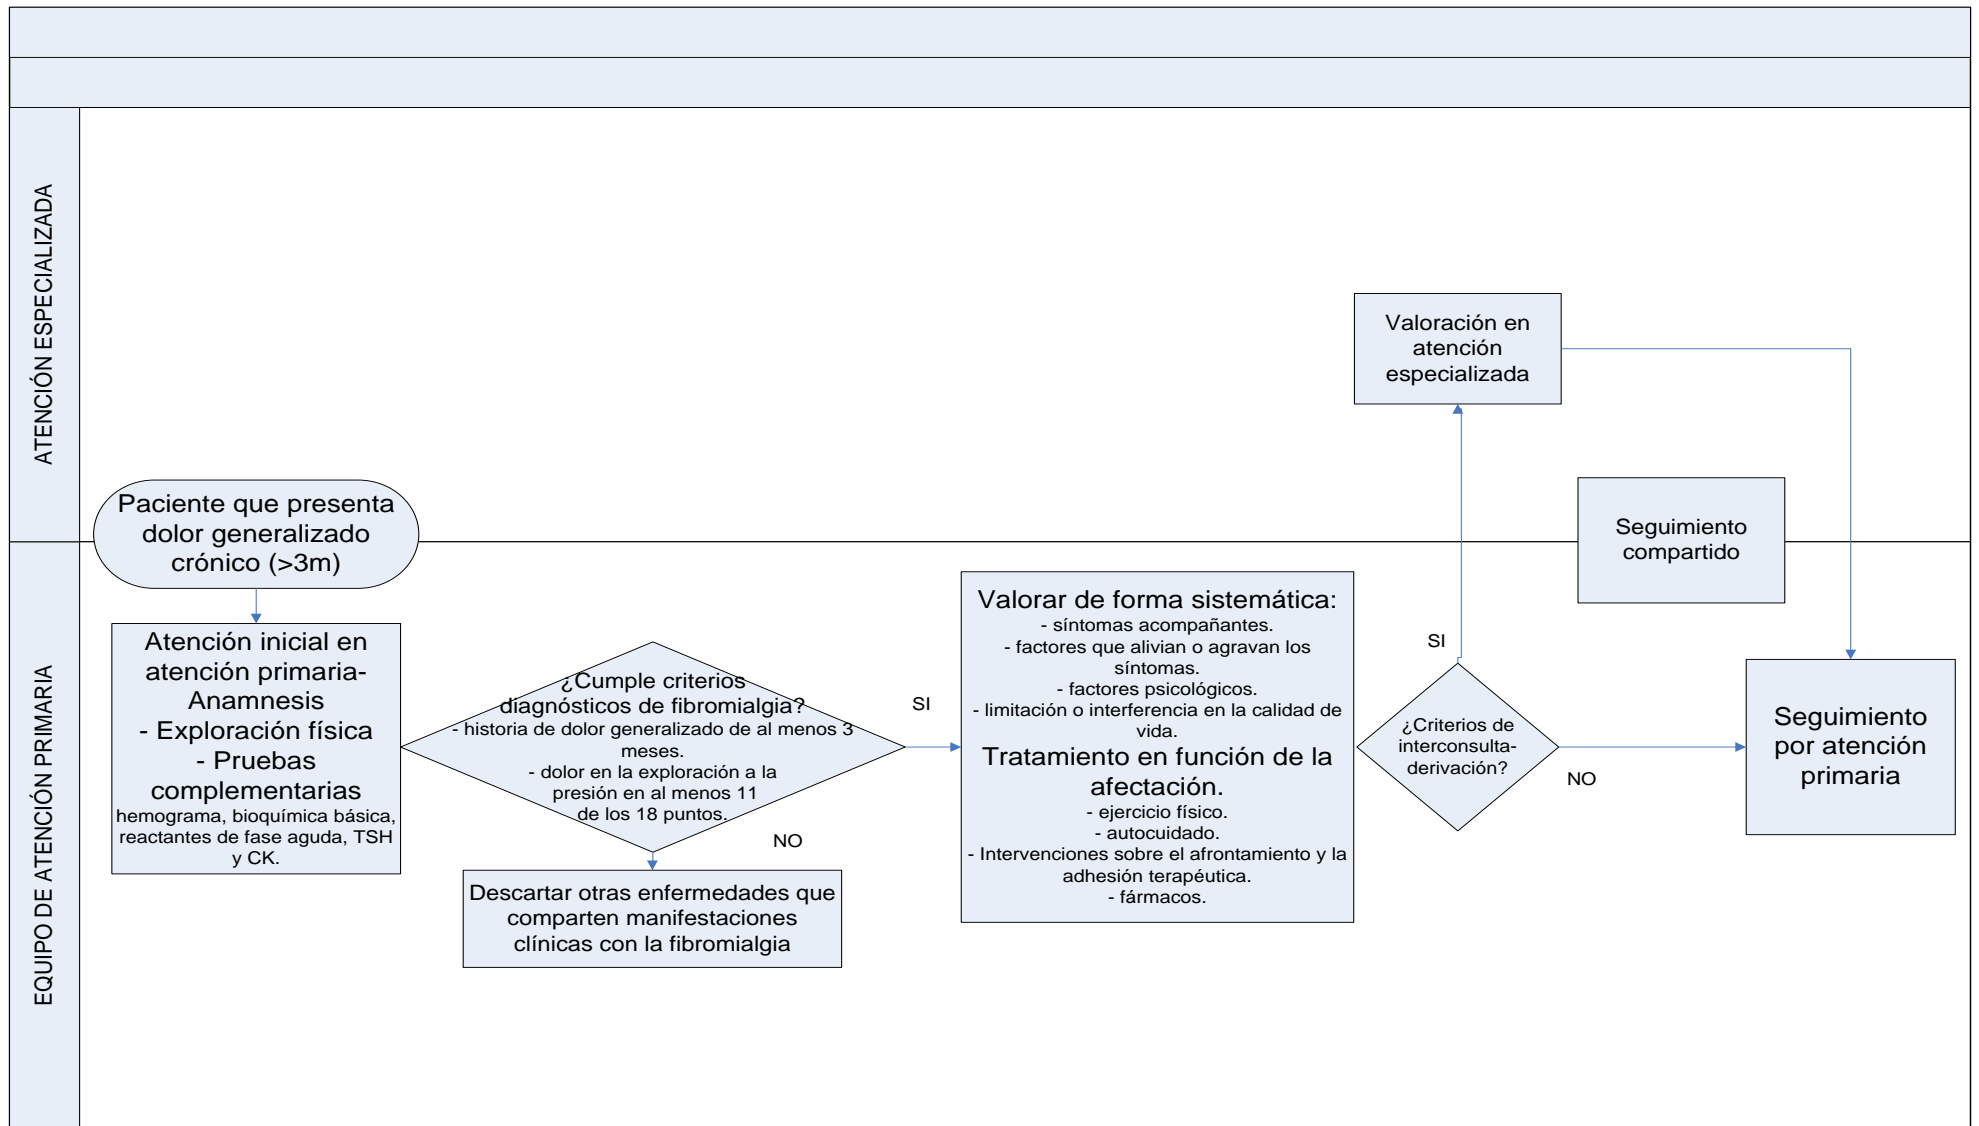 ATENCIÓN ESPECIALIZADA
Valoración en
atención
especializada
Paciente que presenta
dolor generalizado
crónico (>3m)
Seguimiento
compartido
EQUIPO DE ATENCIÓN PRIMARIA
Atención inicial en
atención primaria-
Anamnesis
- Exploración física
- Pruebas
complementarias
hemograma, bioquímica básica,
reactantes de fase aguda, TSH
y CK.
¿Cumple criterios
diagnósticos de fibromialgia?
- historia de dolor generalizado de al menos 3
meses.
- dolor en la exploración a la
presión en al menos 11
de los 18 puntos.
SI
NO
Descartar otras enfermedades que
comparten manifestaciones
clínicas con la fibromialgia
Valorar de forma sistemática:
- síntomas acompañantes.
- factores que alivian o agravan los
síntomas.
- factores psicológicos.
- limitación o interferencia en la calidad de
vida.
Tratamiento en función de la
afectación.
- ejercicio físico.
- autocuidado.
- Intervenciones sobre el afrontamiento y la
adhesión terapéutica.
- fármacos.
SI
¿Criterios de
interconsulta-
derivación?
NO
Seguimiento
por atención
primaria